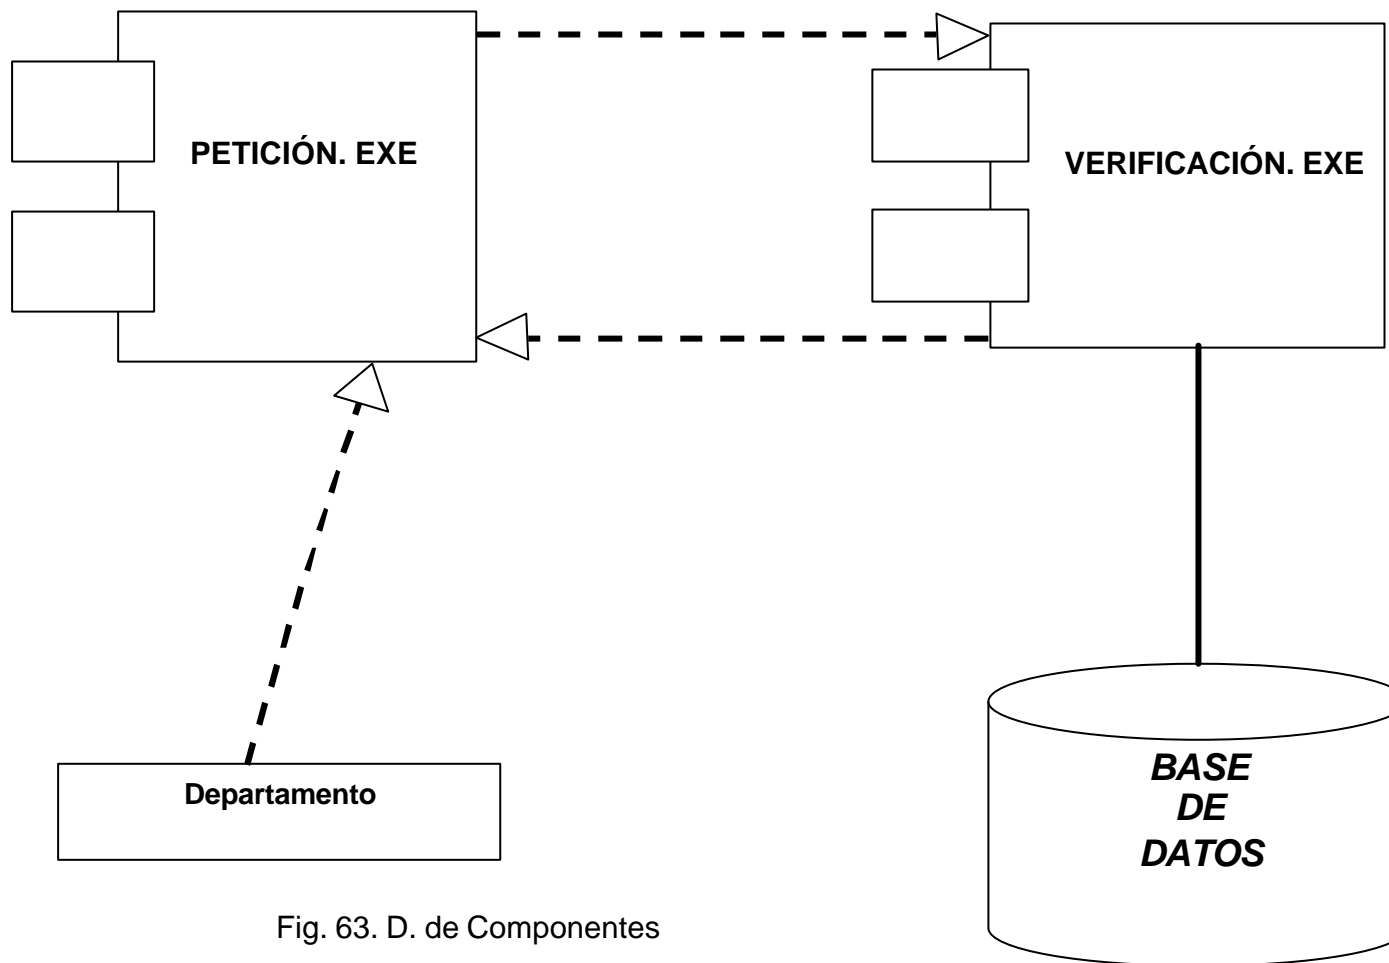 PETICIÓN. EXE
VERIFICACIÓN. EXE
Departamento
BASE
DE
DATOS
Fig. 63. D. de Componentes